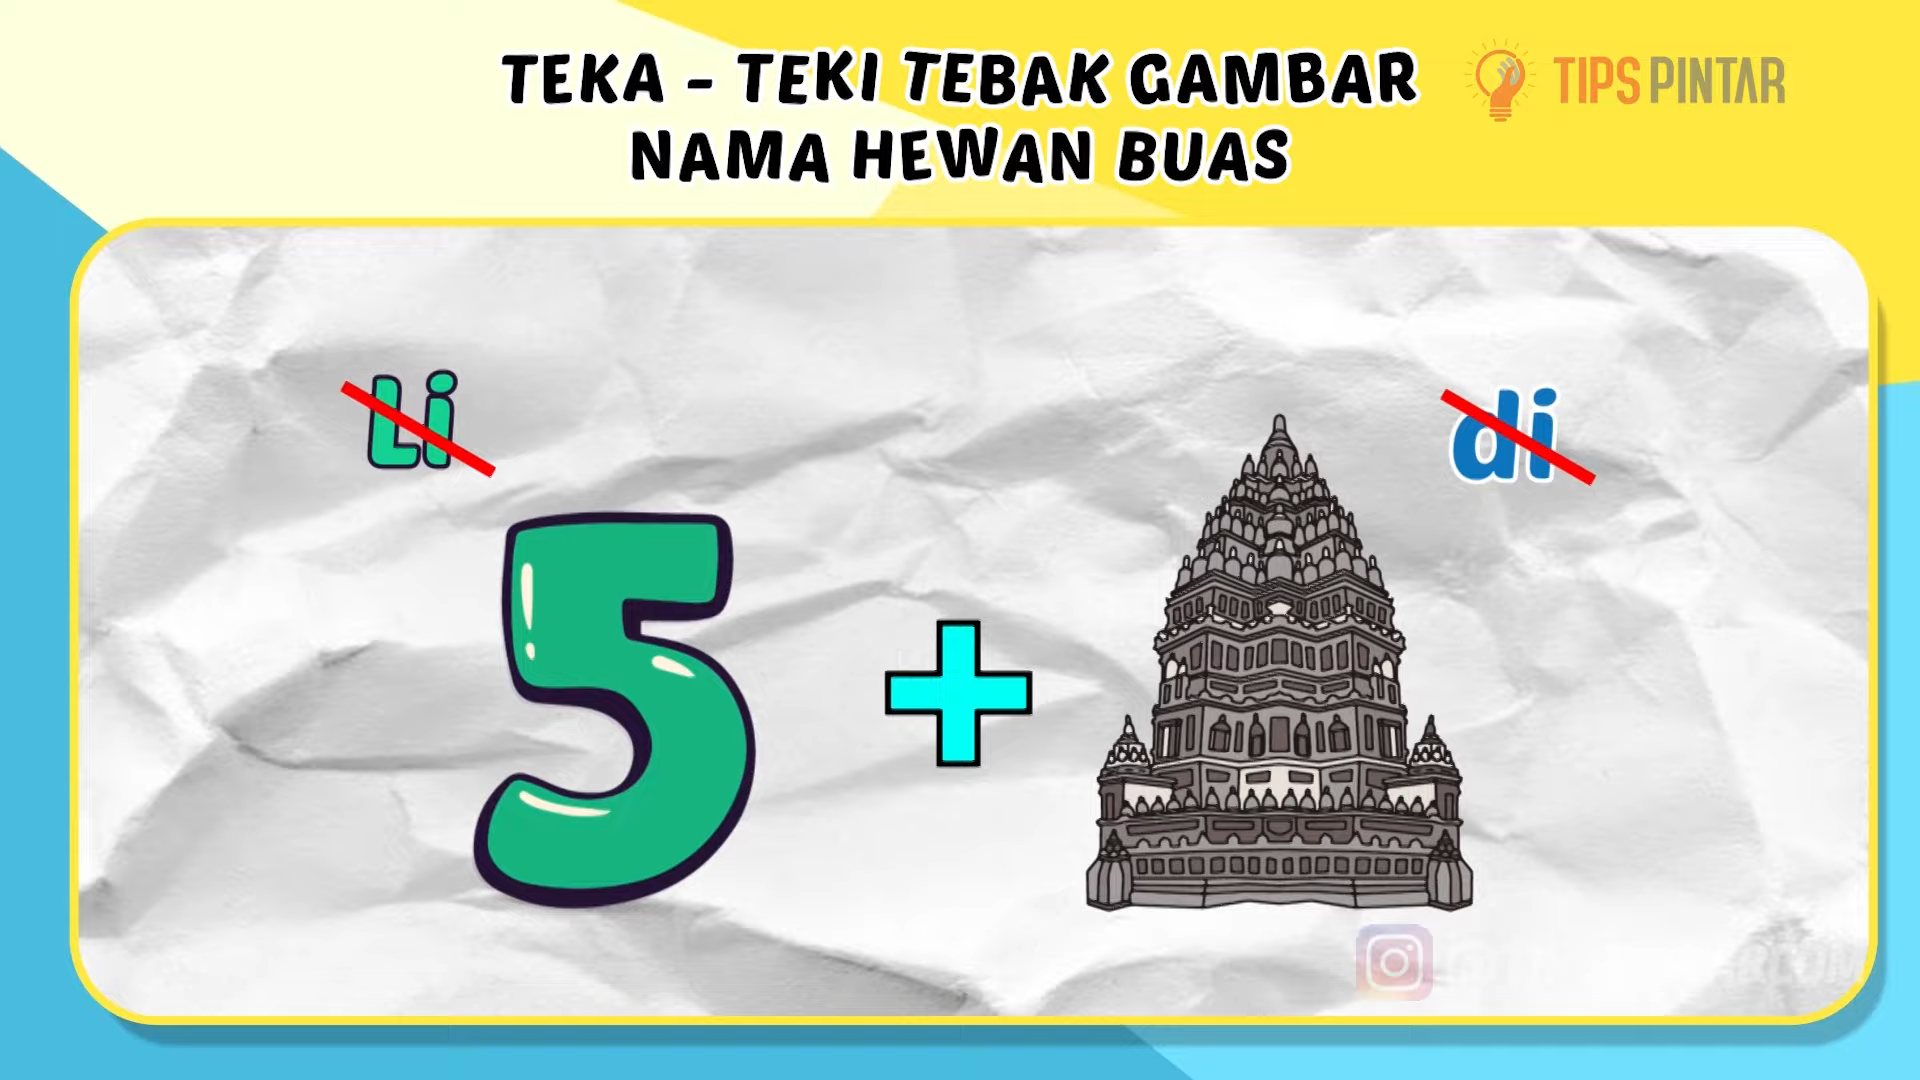 TEKA - TEKI TEBAK GAMBAR
NAMA HEWAN BUAS
TIPS PINTAR
Li
di
5
+